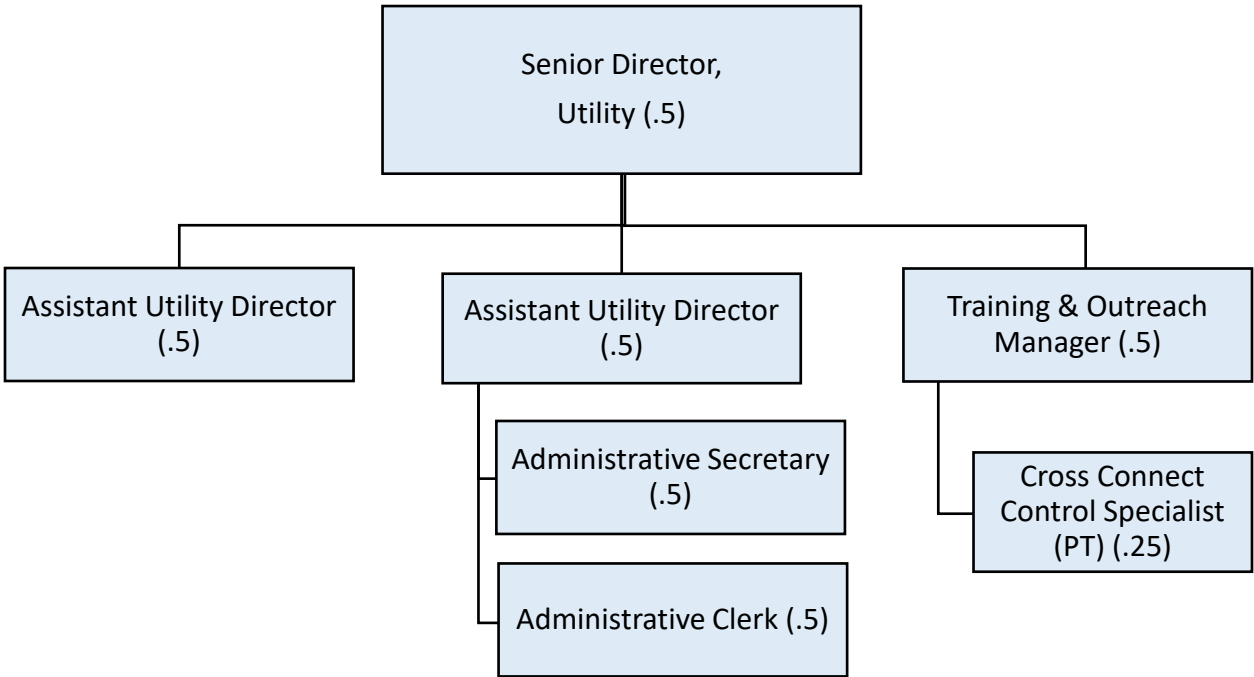 Senior Director,
Utility (.5)
Assistant Utility Director
(.5)
Assistant Utility Director
(.5)
Training & Outreach
Manager (.5)
Administrative Secretary
(.5)
Cross Connect
Control Specialist
(PT) (.25)
Administrative Clerk (.5)